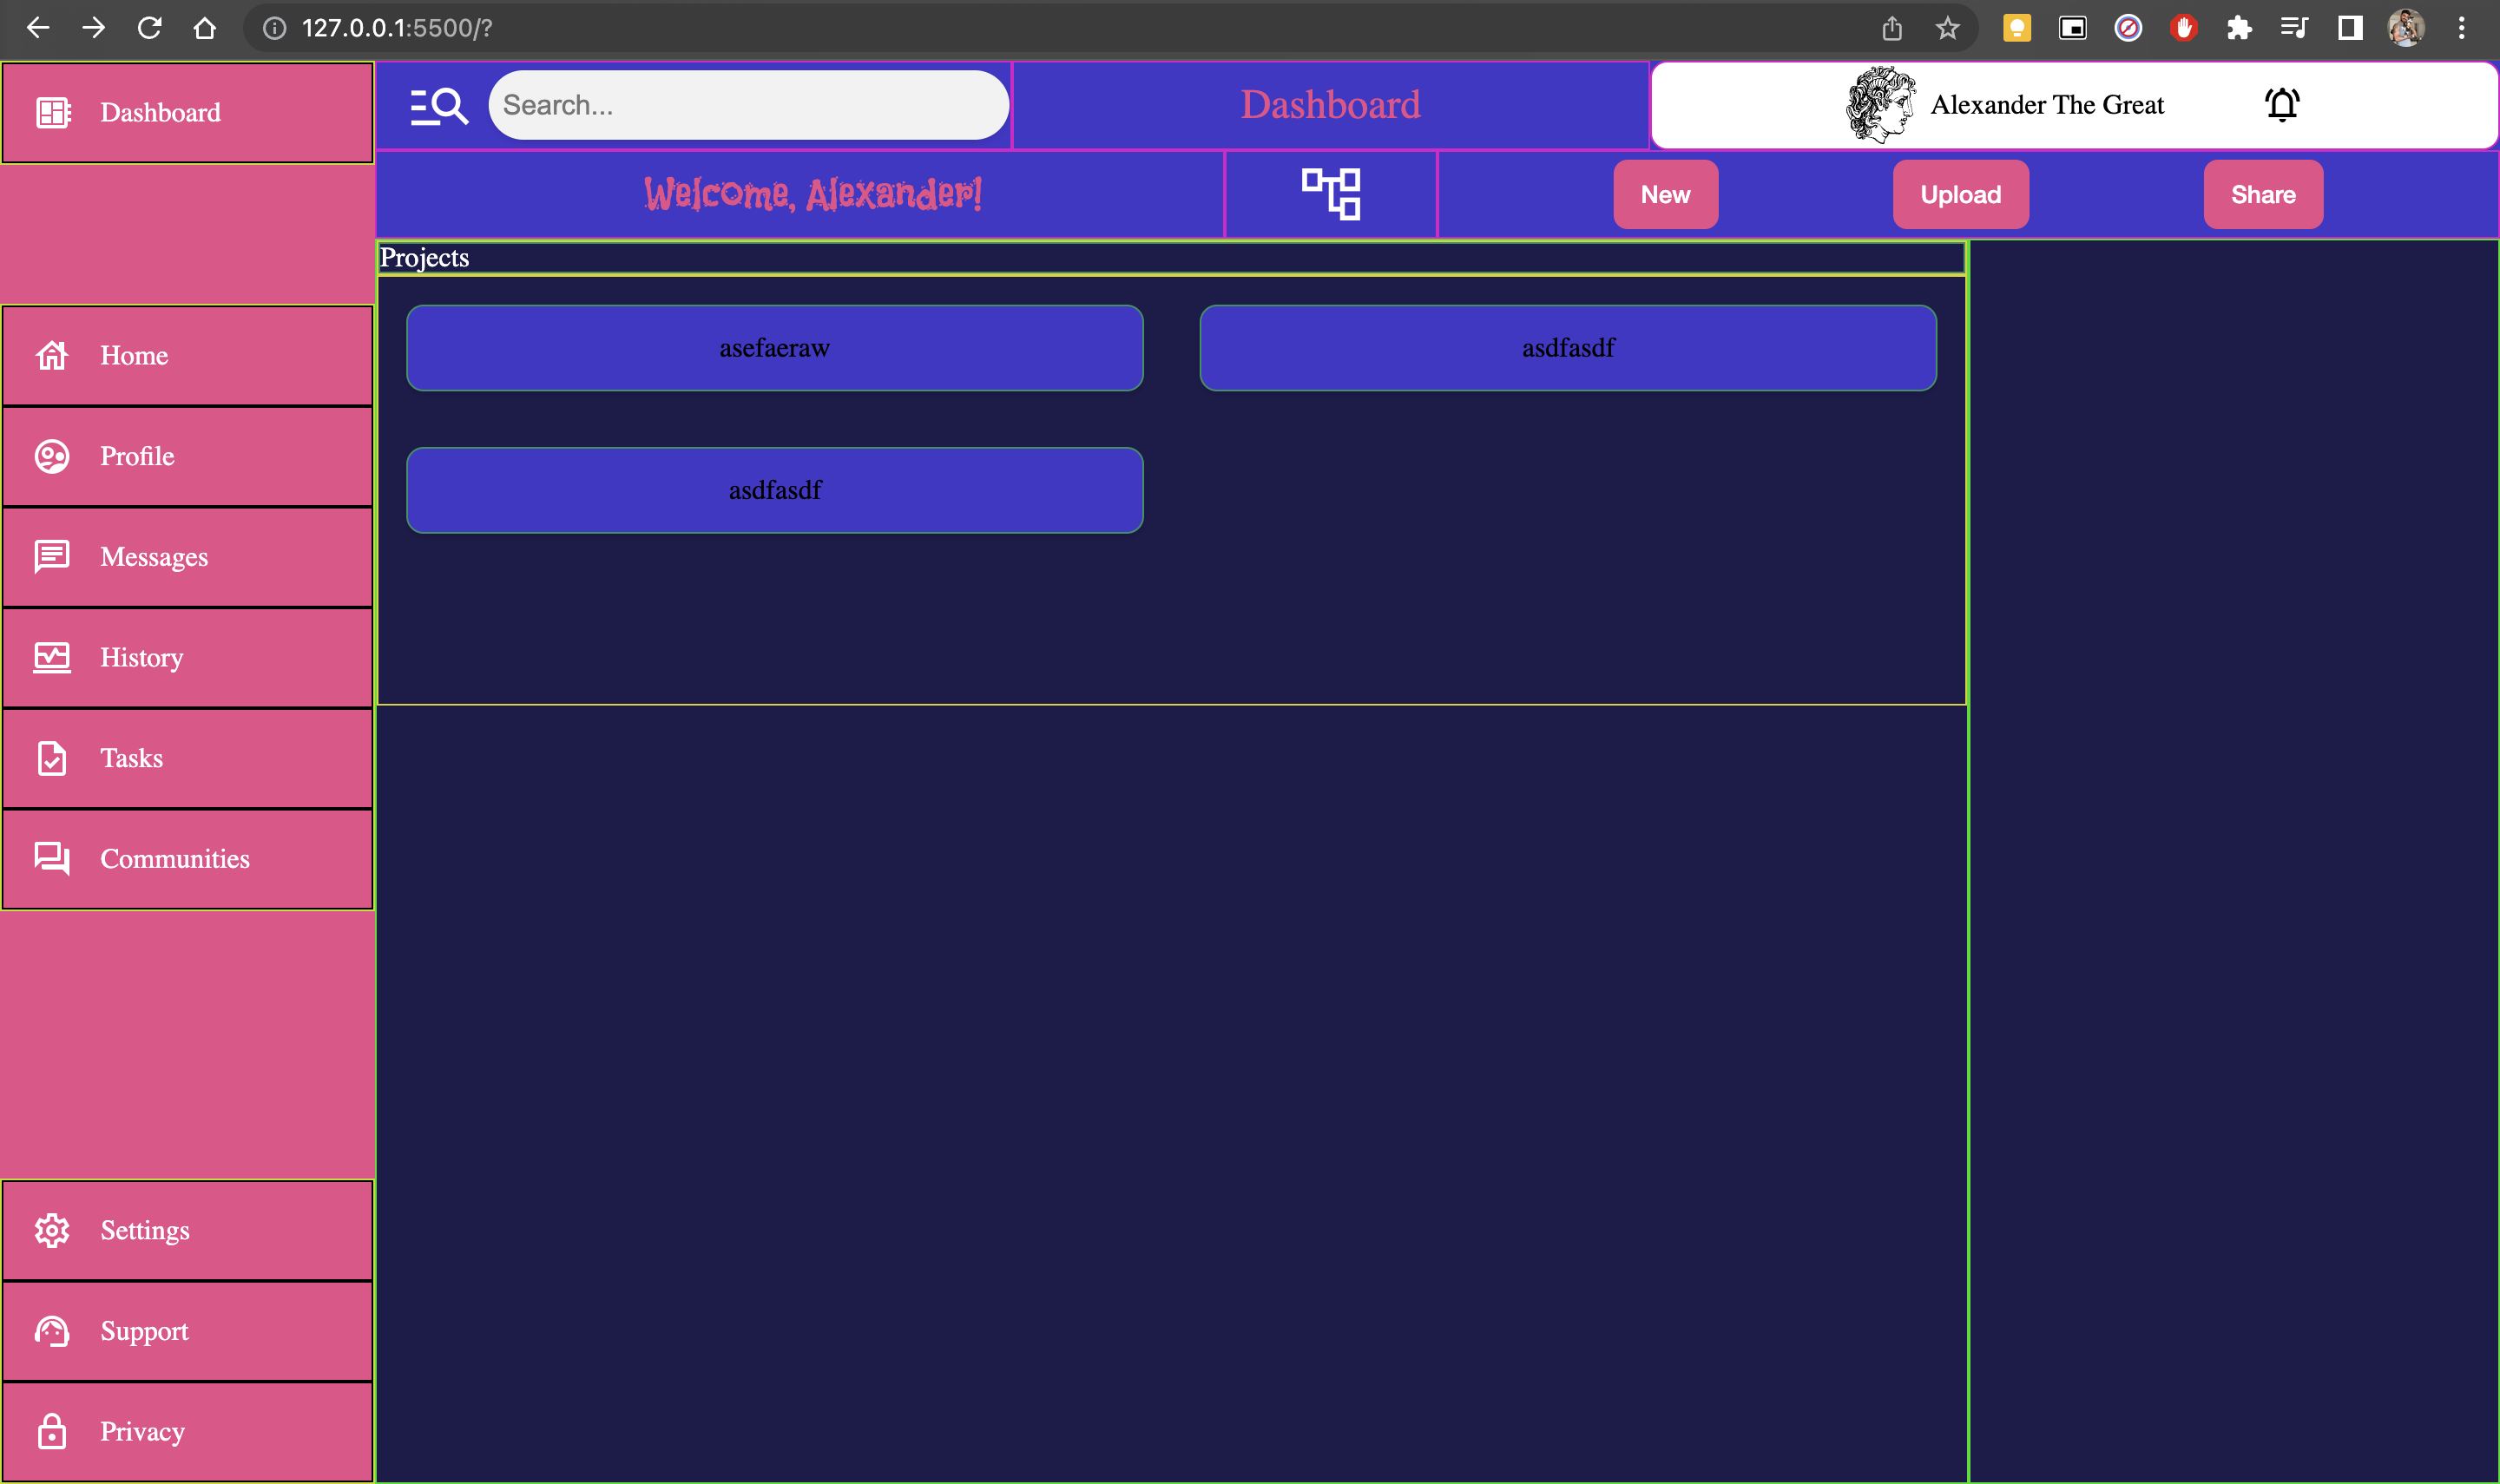 127.0.0.1:5500/?
Dashboard
Search...
Dashboard
Alexander The Great
Welcome, Alexander!
New
Upload
Share
Projects
asefaeraw
asdfasdf
asdfasdf
Home
Profile
Messages
History
Tasks
Communities
Settings
Support
Privacy